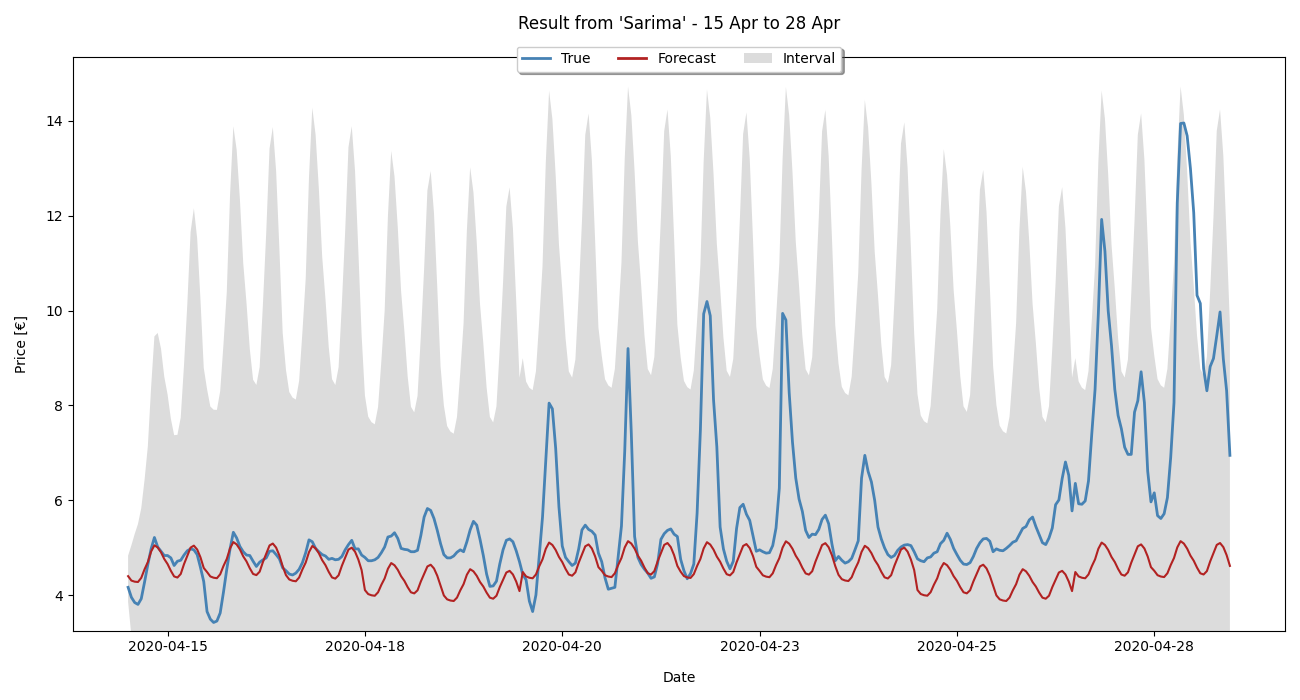 Result from 'Sarima' - 15 Apr to 28 Apr
True Forecast Interval
14
12
10
8
6
4
Price [€]
2020-04-15 2020-04-18 2020-04-20 2020-04-23 2020-04-25 2020-04-28
Date